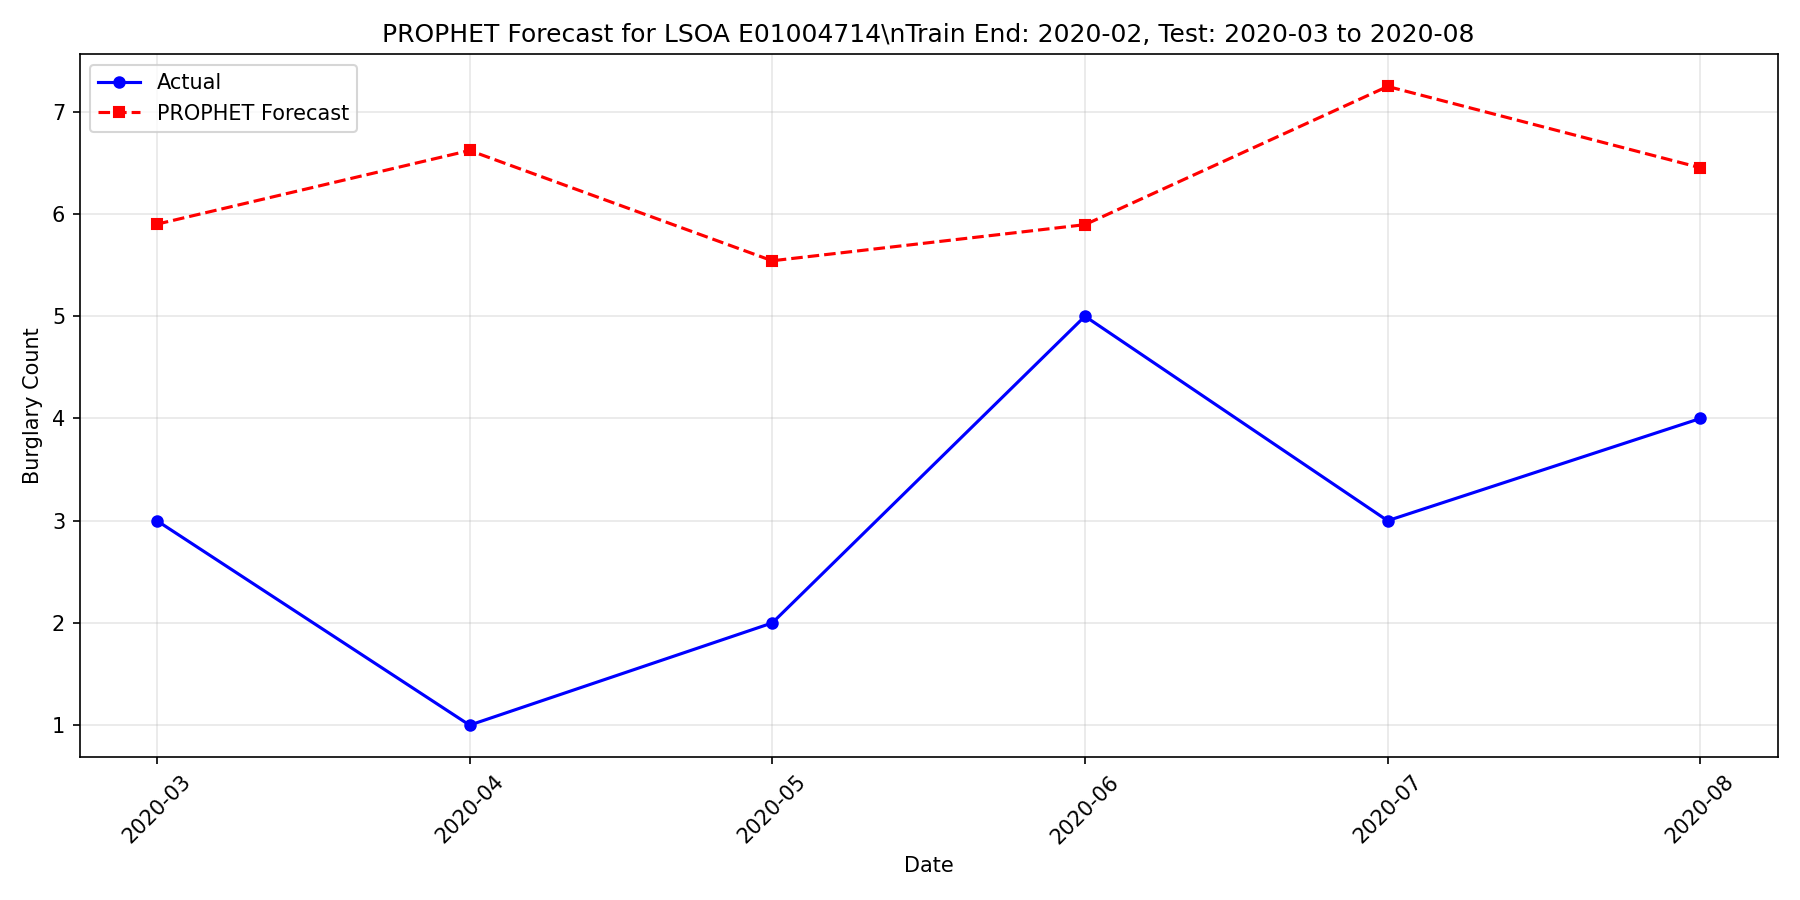 PROPHET Forecast for LSOA E01004714\nTrain End: 2020-02, Test: 2020-03 to 2020-08
Actual
PROPHET Forecast
Burglary Count
7
6
5
4
3
2
1
2020-03
2020-04
2020-05
2020-06
2020-07
2020-08
Date